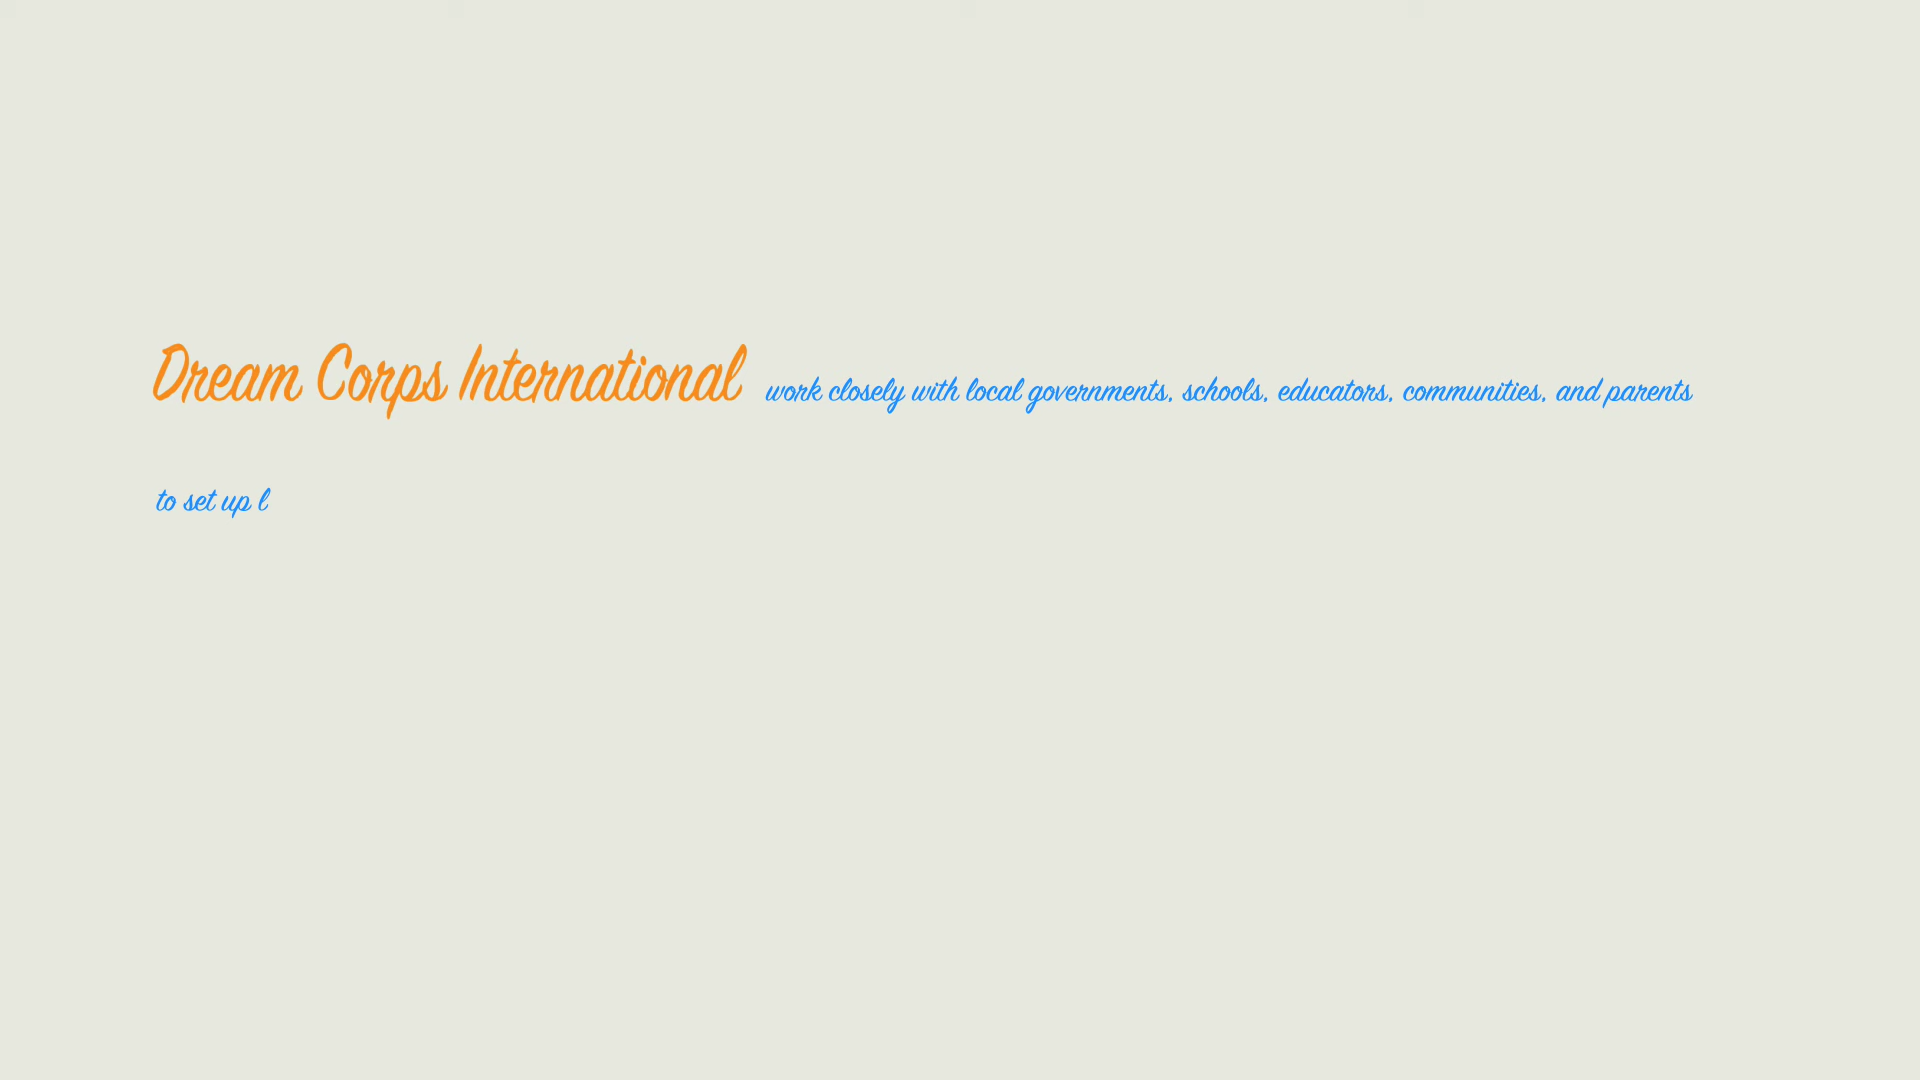 Dream Corps International work closely with local governments, schools, educators, communities, and parents
to set up l